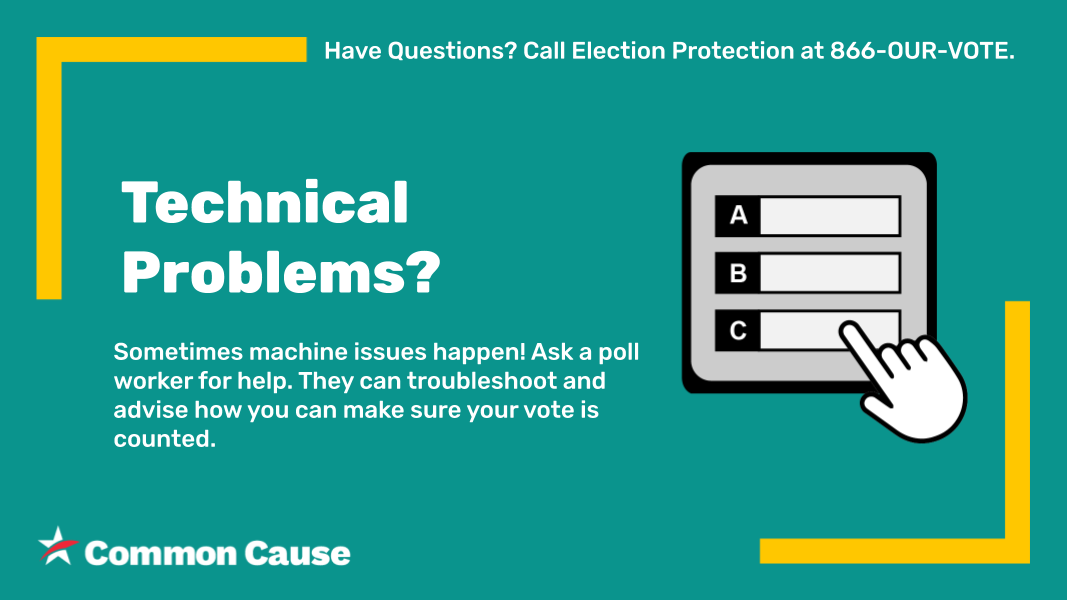 Have Questions? Call Election Protection at 866-OUR-VOTE.
Technical
Problems?
Sometimes machine issues happen! Ask a poll
worker for help. They can troubleshoot and
advise how you can make sure your vote is
counted.
A
B
C
Common Cause